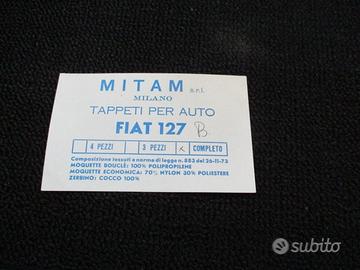 MITAM s.r.l.
MILANO
TAPPETI PER AUTO
FIAT 127 B
4 PEZZI 3 PEZZI x COMPLETO
Composizione tessuti a norma di legge n. 883 del 26-11-73
MOQUETTE BOUCLÉ: 100% POLIPROPILENE
MOQUETTE ECONOMICA: 70% NYLON 30% POLIESTERE
ZERBINO: COCCO 100%
subito